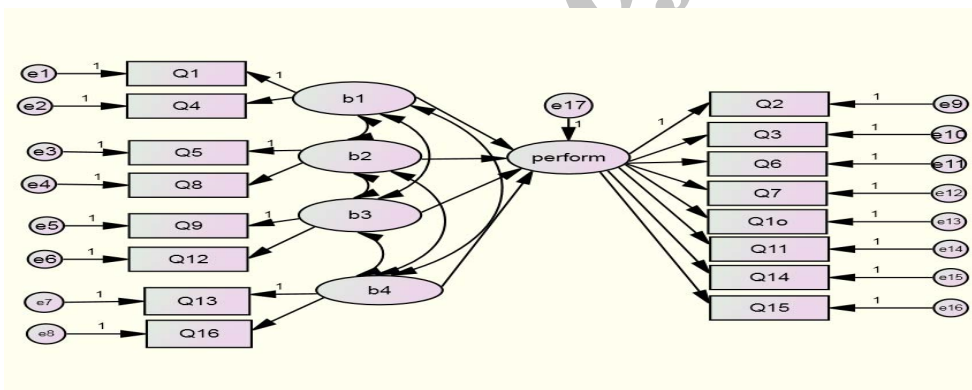 e1 1 Q1 1
e2 1 Q4
e3 1 Q5
e4 1 Q8
e5 1 Q9
e6 1 Q12
e7 1 Q13
e8 1 Q16
b1
b2
b3
b4
e17
1
perform
1 Q2 1 e9
Q3 1 e10
Q6 1 e11
Q7 1 e12
Q1o 1 e13
Q11 1 e14
Q14 1 e15
Q15 1 e16